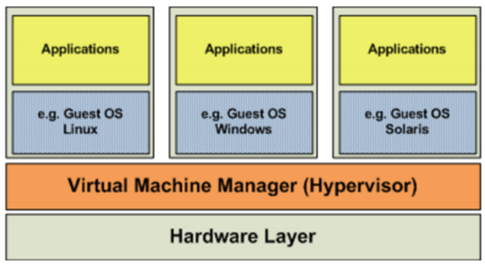 Applications
Applications
Applications
e.g. Guest OS
Linux
e.g. Guest OS
Windows
e.g. Guest OS
Solaris
Virtual Machine Manager (Hypervisor)
Hardware Layer